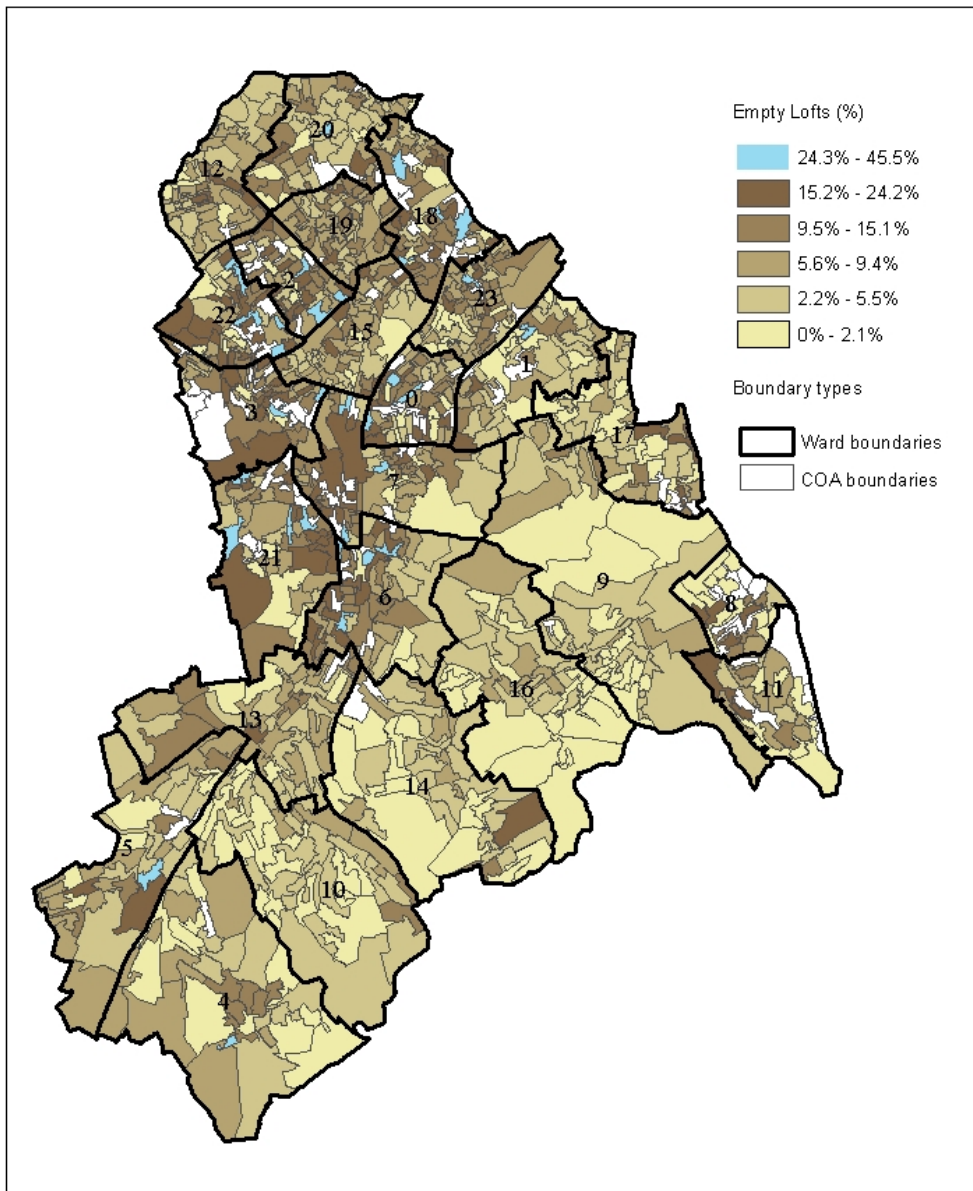 Empty Lofts (%)
24.3% - 45.5%
15.2% - 24.2%
9.5% - 15.1%
5.6% - 9.4%
2.2% - 5.5%
0% - 2.1%
Boundary types
Ward boundaries
COA boundaries
20
12
18
19
2
23
22
15
1
0
3
17
7
21
9
6
8
16
11
13
14
5
10
4